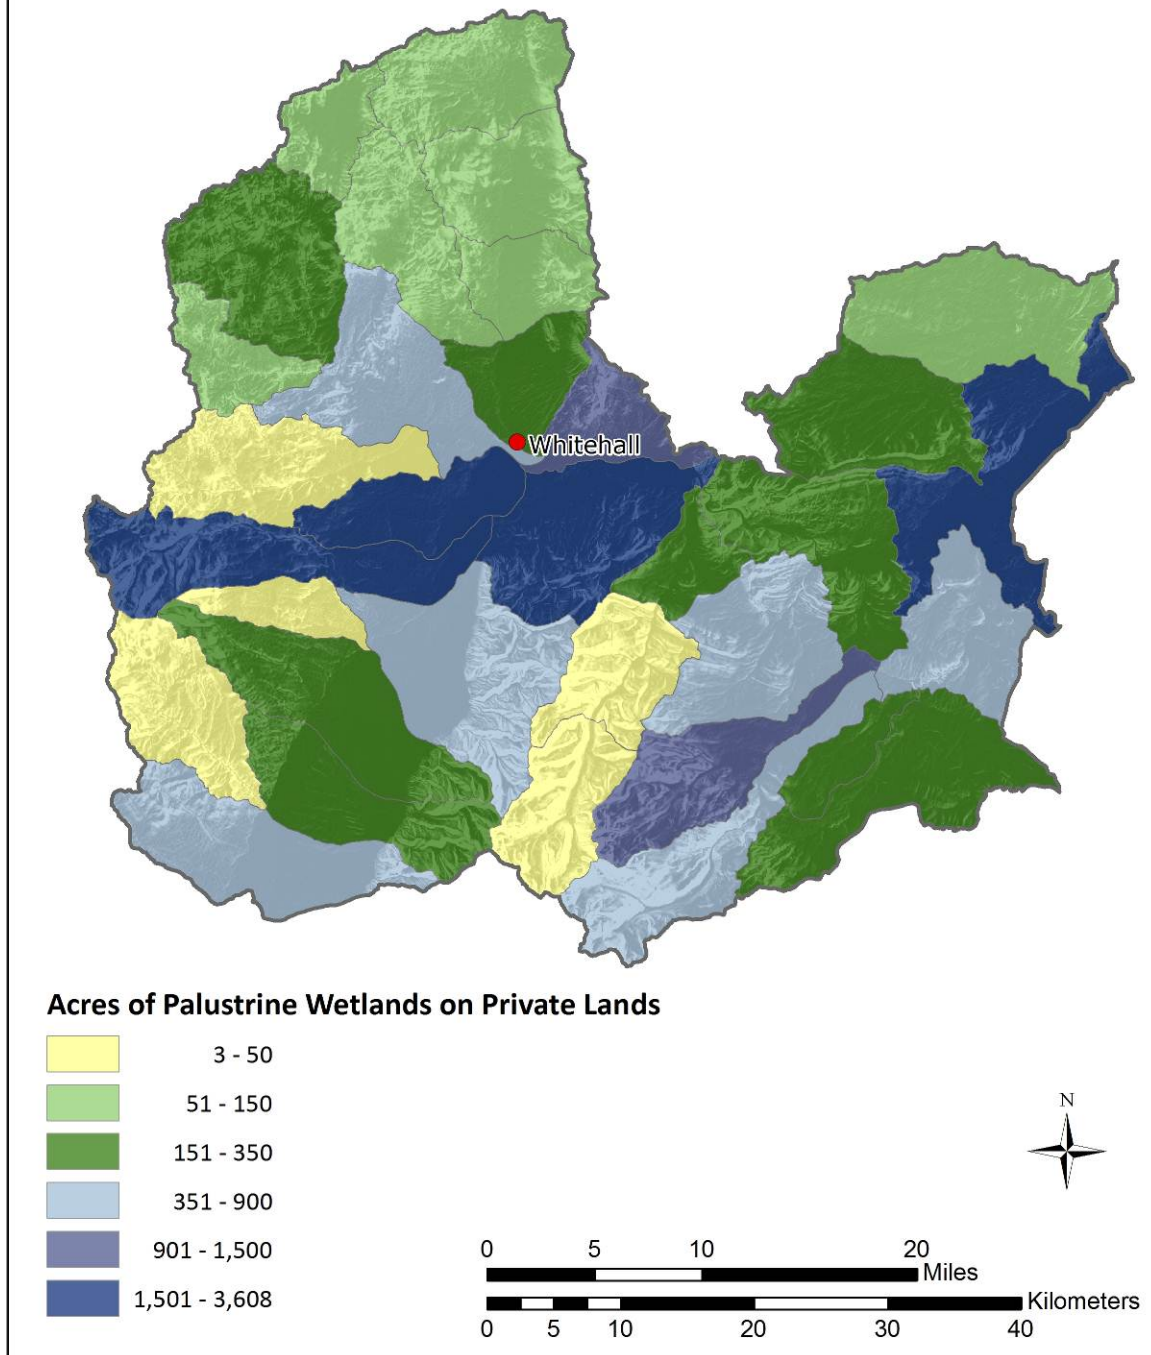 Whitehall
Acres of Palustrine Wetlands on Private Lands
3 - 50
51 - 150
151 - 350
351 - 900
901 - 1,500
1,501 - 3,608
N
0 5 10 20
Miles
Kilometers
0 5 10 20 30 40